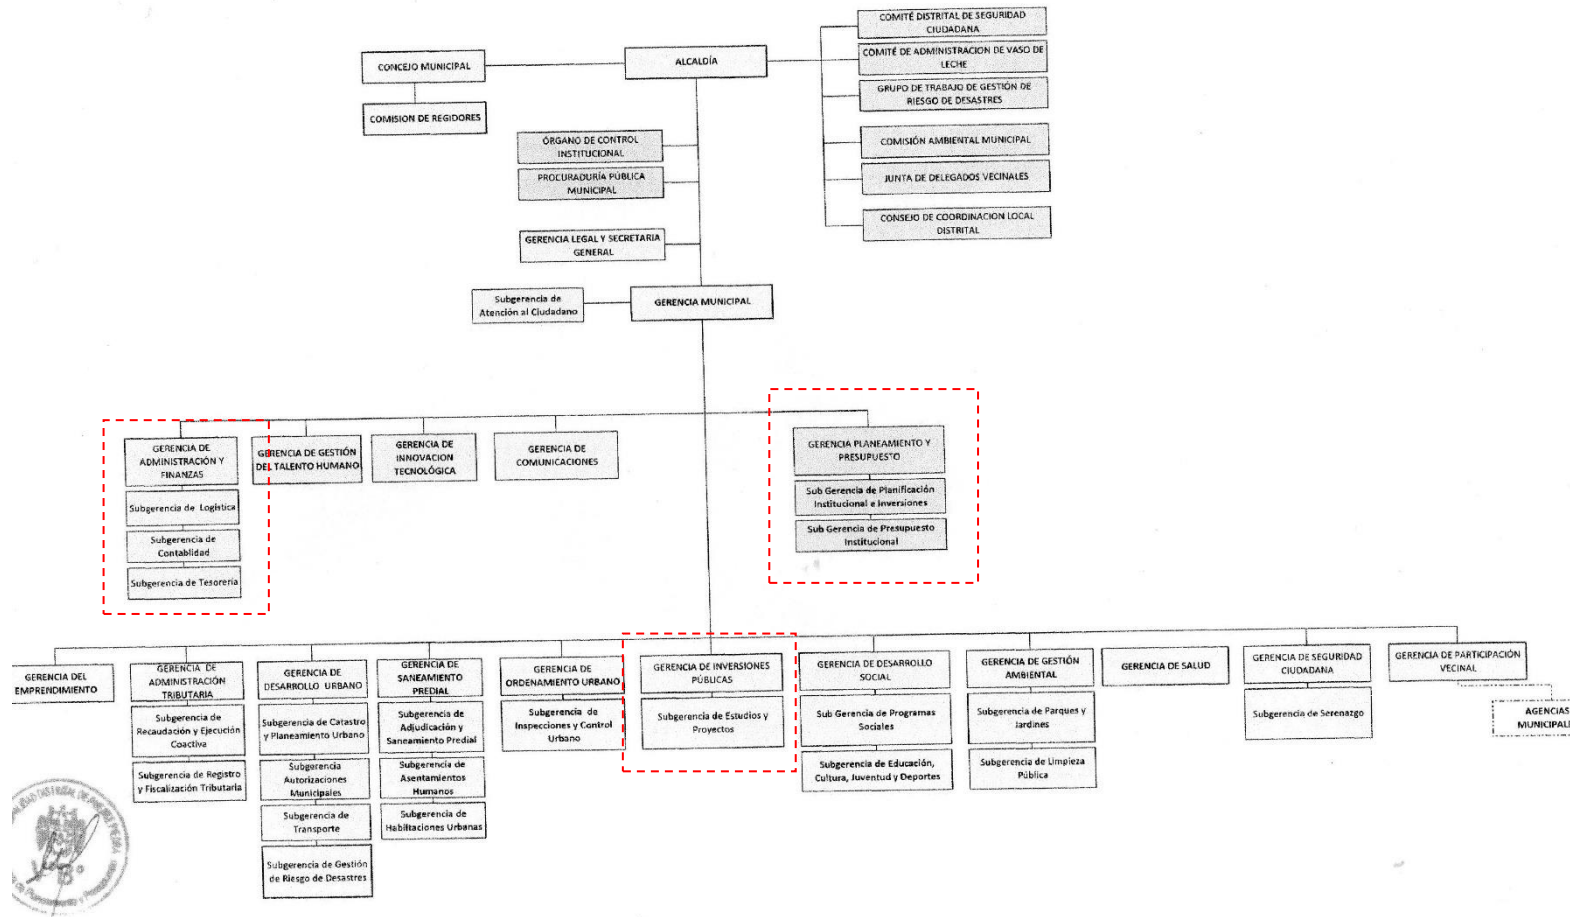 COMITÉ DISTRITAL DE SEGURIDAD
CIUDADANA
CONCEJO MUNICIPAL
ALCALDÍA
COMITÉ DE ADMINISTRACION DE VASO DE
LECHE
GRUPO DE TRABAJO DE GESTIÓN DE
RIESGO DE DESASTRES
COMISION DE REGIDORES
ÓRGANO DE CONTROL
INSTITUCIONAL
COMISIÓN AMBIENTAL MUNICIPAL
PROCURADURÍA PÚBLICA
MUNICIPAL
JUNTA DE DELEGADOS VECINALES
CONSEJO DE COORDINACION LOCAL
DISTRITAL
GERENCIA LEGAL Y SECRETARIA
GENERAL
Subgerencia de
Atención al Ciudadano
GERENCIA MUNICIPAL
GERENCIA DE
ADMINISTRACIÓN Y
FINANZAS
GERENCIA DE GESTIÓN
DEL TALENTO HUMANO
GERENCIA DE
INNOVACION
TECNOLÓGICA
GERENCIA DE
COMUNICACIONES
GERENCIA PLANEAMIENTO Y
PRESUPUESTO
Subgerencia de Logística
Subgerencia de
Contablidad
Subgerencia de Tesorería
Sub Gerencia de Planificación
Institucional e Inversiones
Sub Gerencia de Presupuesto
Institucional
GERENCIA DEL
EMPRENDIMIENTO
GERENCIA DE
ADMINISTRACIÓN
TRIBUTARIA
GERENCIA DE
DESARROLLO URBANO
GERENCIA DE
SANEAMIENTO
PREDIAL
GERENCIA DE
ORDENAMIENTO URBANO
GERENCIA DE INVERSIONES
PÚBLICAS
GERENCIA DE DESARROLLO
SOCIAL
GERENCIA DE GESTIÓN
AMBIENTAL
GERENCIA DE SALUD
GERENCIA DE SEGURIDAD
CIUDADANA
GERENCIA DE PARTICIPACIÓN
VECINAL
Subgerencia de
Recaudación y Ejecución
Coactiva
Subgerencia de Registro
y Fiscalización Tributaria
Subgerencia de Catastro
y Planeamiento Urbano
Subgerencia
Autorizaciones
Municipales
Subgerencia de
Transporte
Subgerencia de Gestión
de Riesgo de Desastres
Subgerencia de
Adjudicación y
Saneamiento Predial
Subgerencia de
Asentamientos
Humanos
Subgerencia de
Habilitaciones Urbanas
Subgerencia de
Inspecciones y Control
Urbano
Subgerencia de Estudios y
Proyectos
Sub Gerencia de Programas
Sociales
Subgerencia de Educación,
Cultura, Juventud y Deportes
Subgerencia de Parques y
Jardines
Subgerencia de Limpieza
Pública
Subgerencia de Serenazgo
AGENCIAS
MUNICIPALE